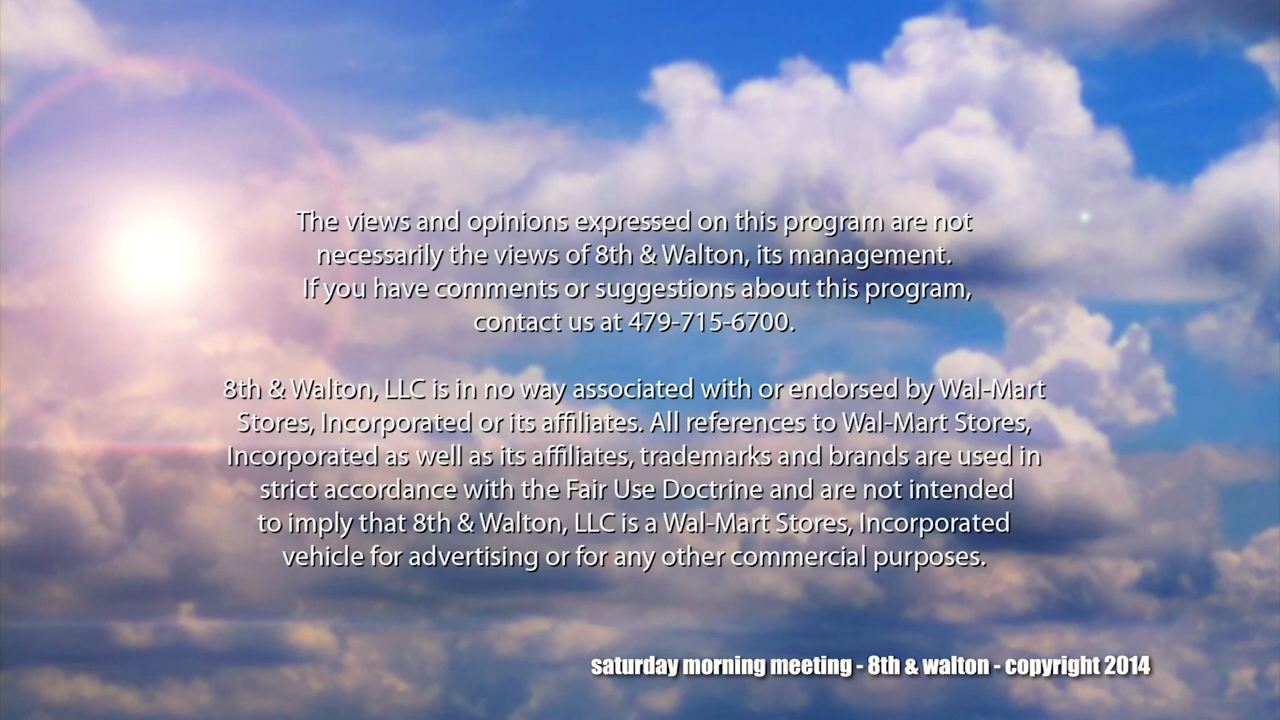 The views and opinions expressed on this program are not
necessarily the views of 8th & Walton, its management.
If you have comments or suggestions about this program,
contact us at 479-715-6700.
8th & Walton, LLC is in no way associated with or endorsed by Wal-Mart
Stores, Incorporated or its affiliates. All references to Wal-Mart Stores,
Incorporated as well as its affiliates, trademarks and brands are used in
strict accordance with the Fair Use Doctrine and are not intended
to imply that 8th & Walton, LLC is a Wal-Mart Stores, Incorporated
vehicle for advertising or for any other commercial purposes.
saturday morning meeting - 8th & walton - copyright 2014